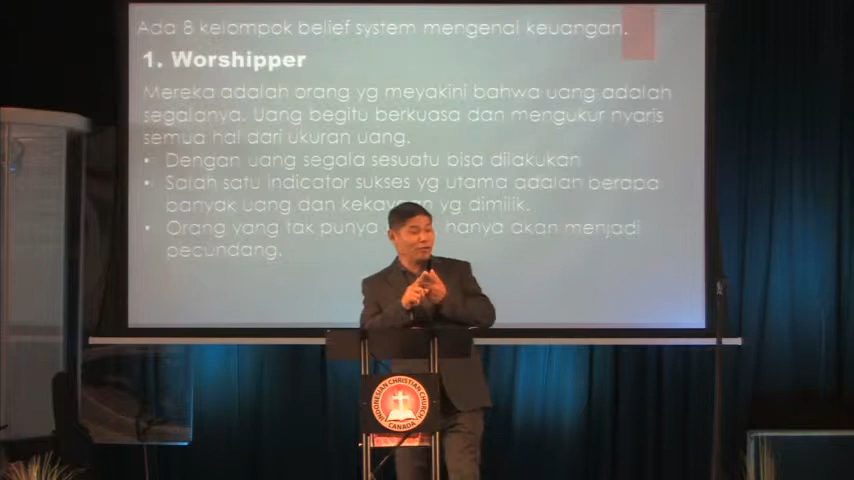 Ada 8 kelompok belief system mengenai keuangan.
1. Worshipper
Mereka adalah orang yg meyakini bahwa uang adalah
segalanya. Uang begitu berkuasa dan mengukur nyaris
semua hal dari ukuran uang.
• Dengan uang segala sesuatu bisa dilakukan
• Salah satu indicator sukses yg utama adalah berapa
banyak uang dan yg dimilik.
• Orang yang tak punya hanya akan menjadi
pecundang.
INDONESIAN CHRISTIAN CHURCH
CANADA